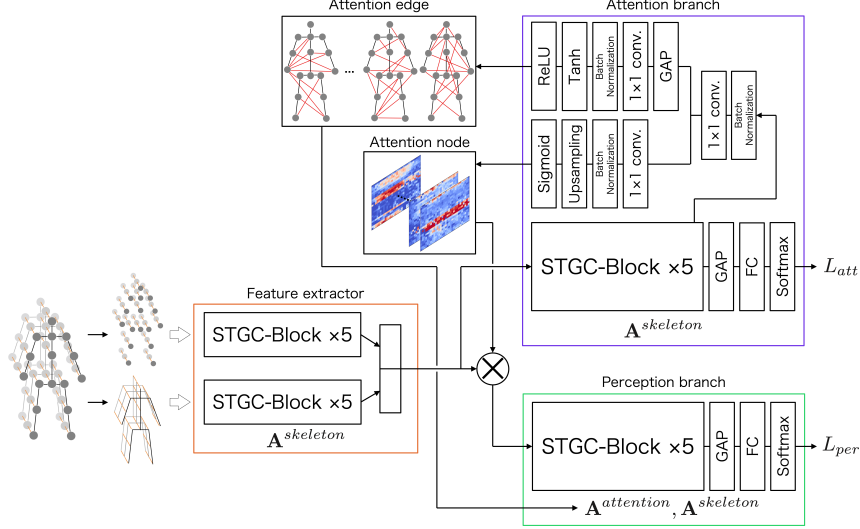 Attention edge
...
Attention branch
ReLU
Tanh
Batch
Normalization
1×1 conv.
GAP
1×1 conv.
Batch
Normalization
Attention node
Sigmoid
Upsampling
Batch
Normalization
1×1 conv.
STGC-Block ×5
GAP
FC
Softmax
L_att
A^skeleton
Feature extractor
STGC-Block ×5
STGC-Block ×5
A^skeleton
Perception branch
STGC-Block ×5
GAP
FC
Softmax
L_per
A^attention, A^skeleton